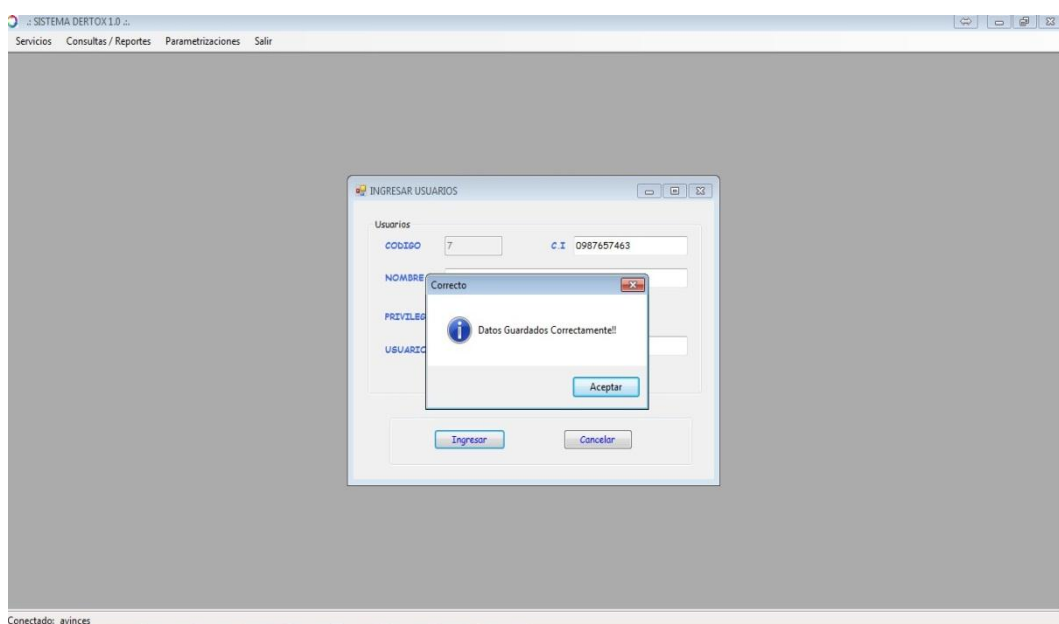 .: SISTEMA DERTOX 1.0 :.
Servicios Consultas / Reportes Parametrizaciones Salir
INGRESAR USUARIOS
Usuarios
CODIGO 7 C.I 0987657463
NOMBRE
Correcto
PRIVILEG
Datos Guardados Correctamente!!
USUARIO
Aceptar
Ingresar Cancelar
Conectado: avinces